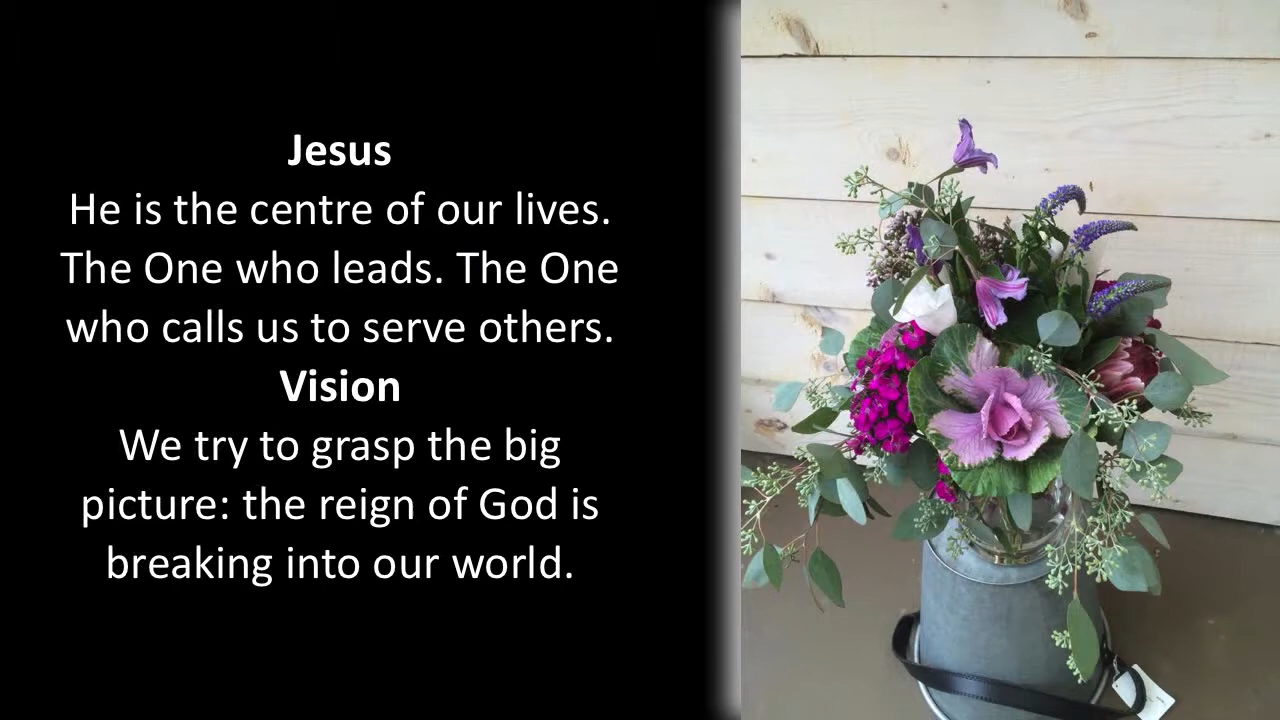 Jesus
He is the centre of our lives.
The One who leads. The One
who calls us to serve others.
Vision
We try to grasp the big
picture: the reign of God is
breaking into our world.